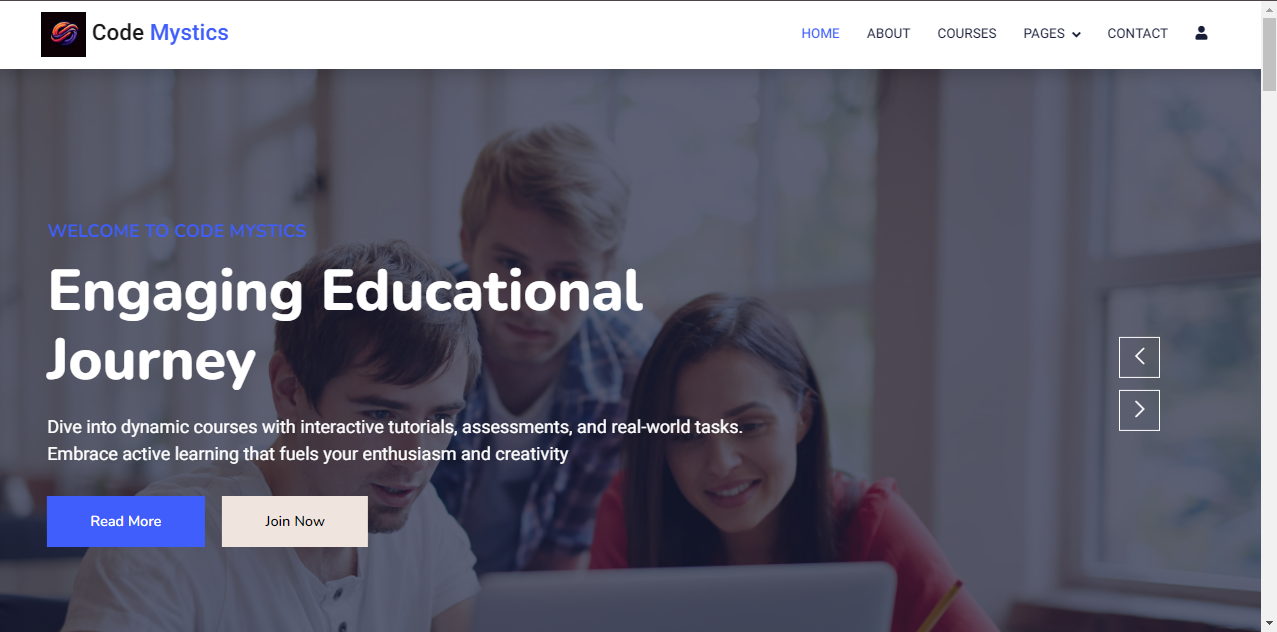 Code Mystics
HOME ABOUT COURSES PAGES CONTACT
WELCOME TO CODE MYSTICS
Engaging Educational
Journey
Dive into dynamic courses with interactive tutorials, assessments, and real-world tasks.
Embrace active learning that fuels your enthusiasm and creativity
Read More Join Now